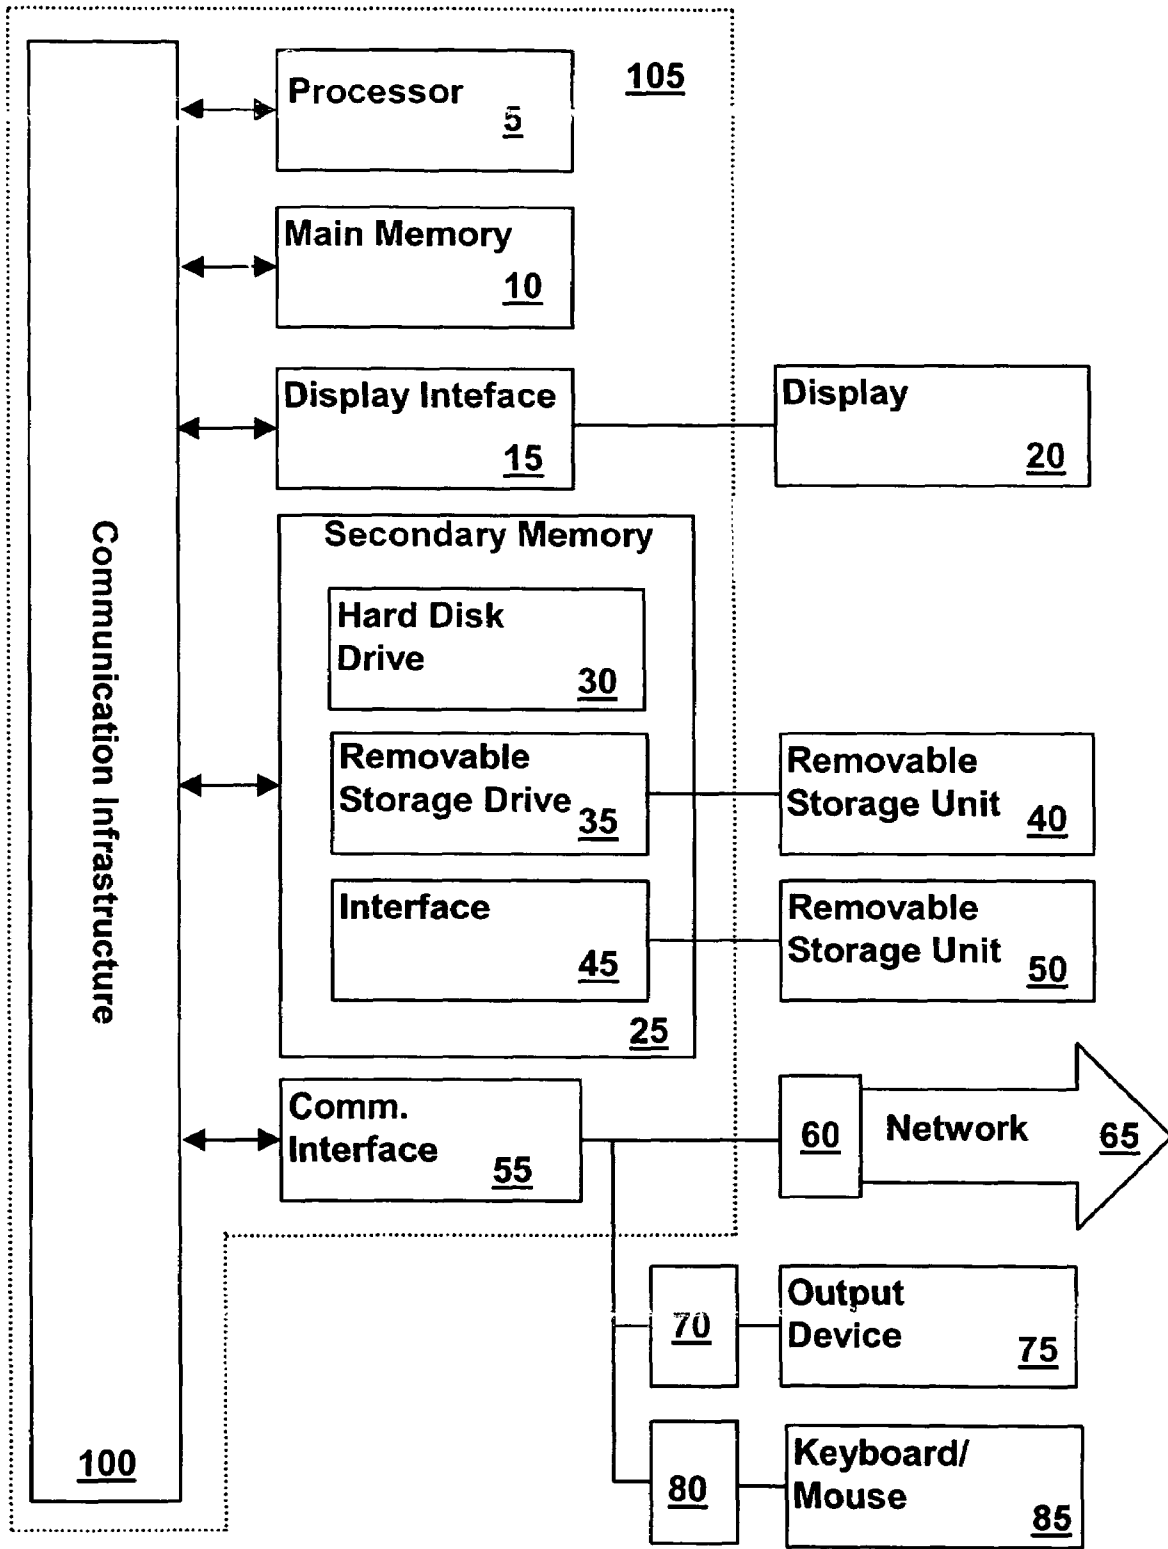 105
Processor
5
Main Memory
10
Display Inteface
15
Display
20
Secondary Memory
Hard Disk
Drive
30
Removable
Storage Drive
35
Removable
Storage Unit
40
Interface
45
Removable
Storage Unit
50
25
Communication Infrastructure
100
Comm.
Interface
55
60
Network
65
70
Output
Device
75
80
Keyboard/
Mouse
85